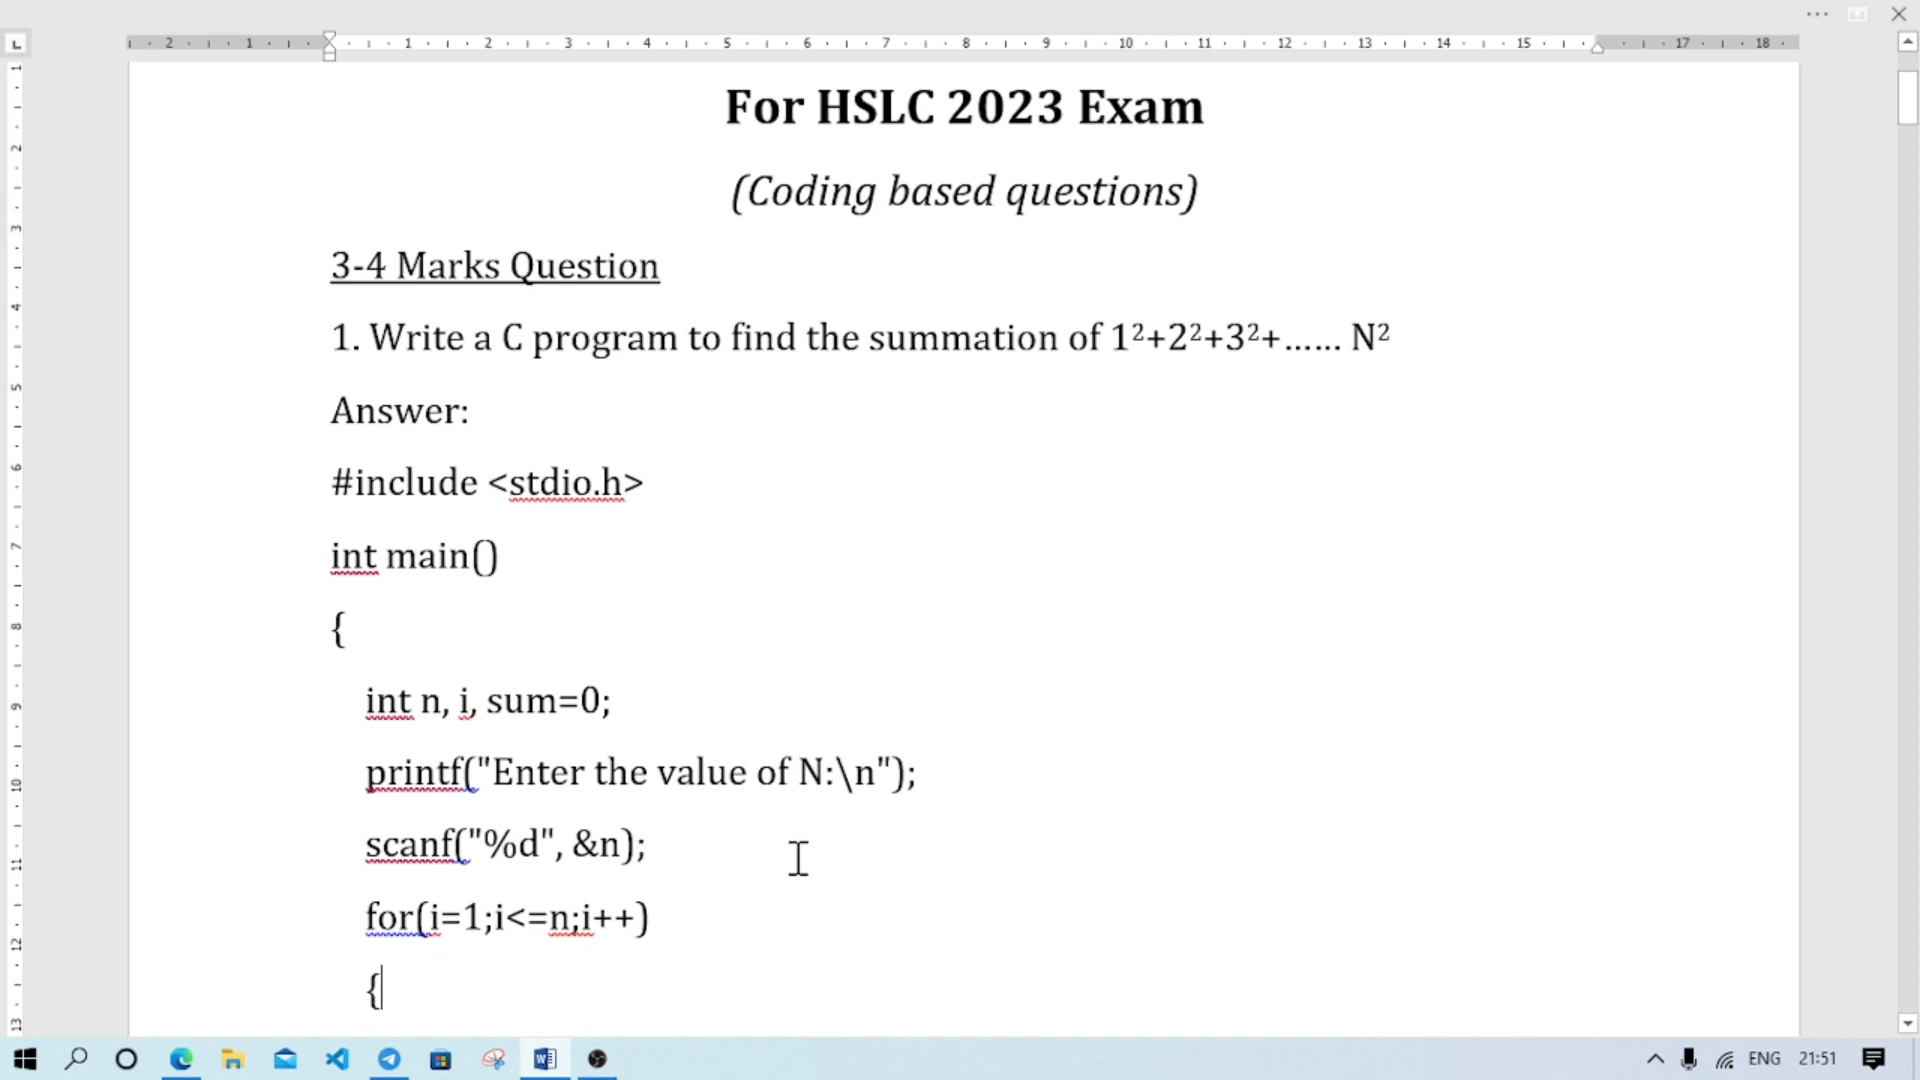 For HSLC 2023 Exam
(Coding based questions)
3-4 Marks Question
1. Write a C program to find the summation of 1²+2²+3²+...... N²
Answer:
#include <stdio.h>
int main()
{
int n, i, sum=0;
printf("Enter the value of N:\n");
scanf("%d", &n);
for(i=1;i<=n;i++)
{
ENG 21:51